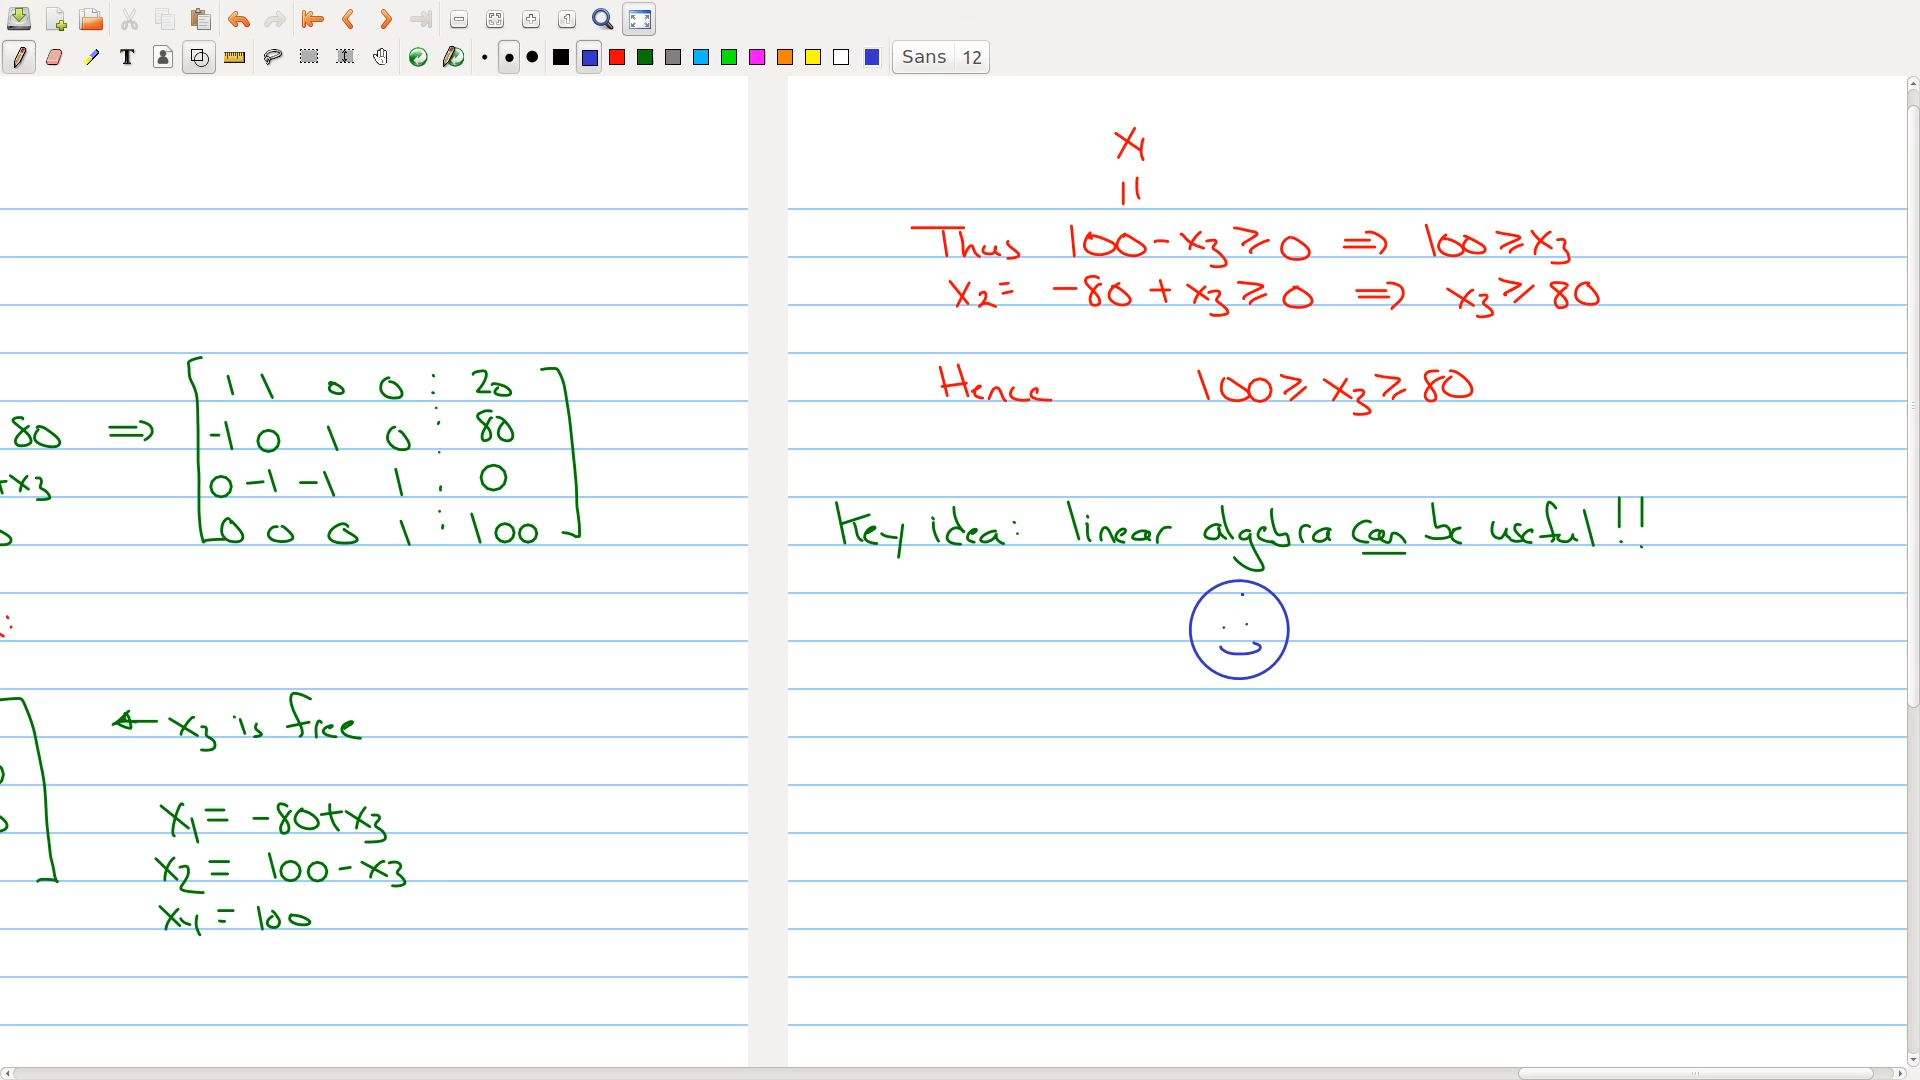 Sans 12
80 ⇒ [ 1 1 0 0 : 20
-1 0 1 0 : 80
+x3 0 -1 -1 1 : 0
0 0 0 1 : 100 ]
← x3 is free
x1 = -80+x3
x2 = 100-x3
x4 = 100
x1
=
Thus 100-x3 ≥ 0 ⇒ 100 ≥ x3
x2 = -80 + x3 ≥ 0 ⇒ x3 ≥ 80
Hence 100 ≥ x3 ≥ 80
Key idea: linear algebra can be useful!!